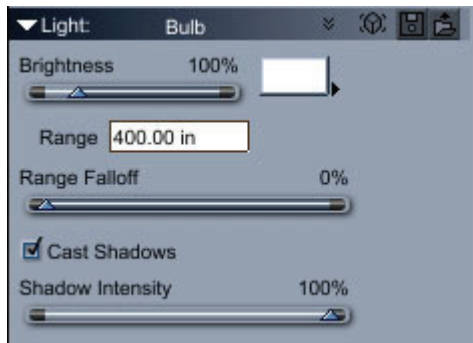 Light: Bulb
Brightness 100%
Range 400.00 in
Range Falloff 0%
Cast Shadows
Shadow Intensity 100%